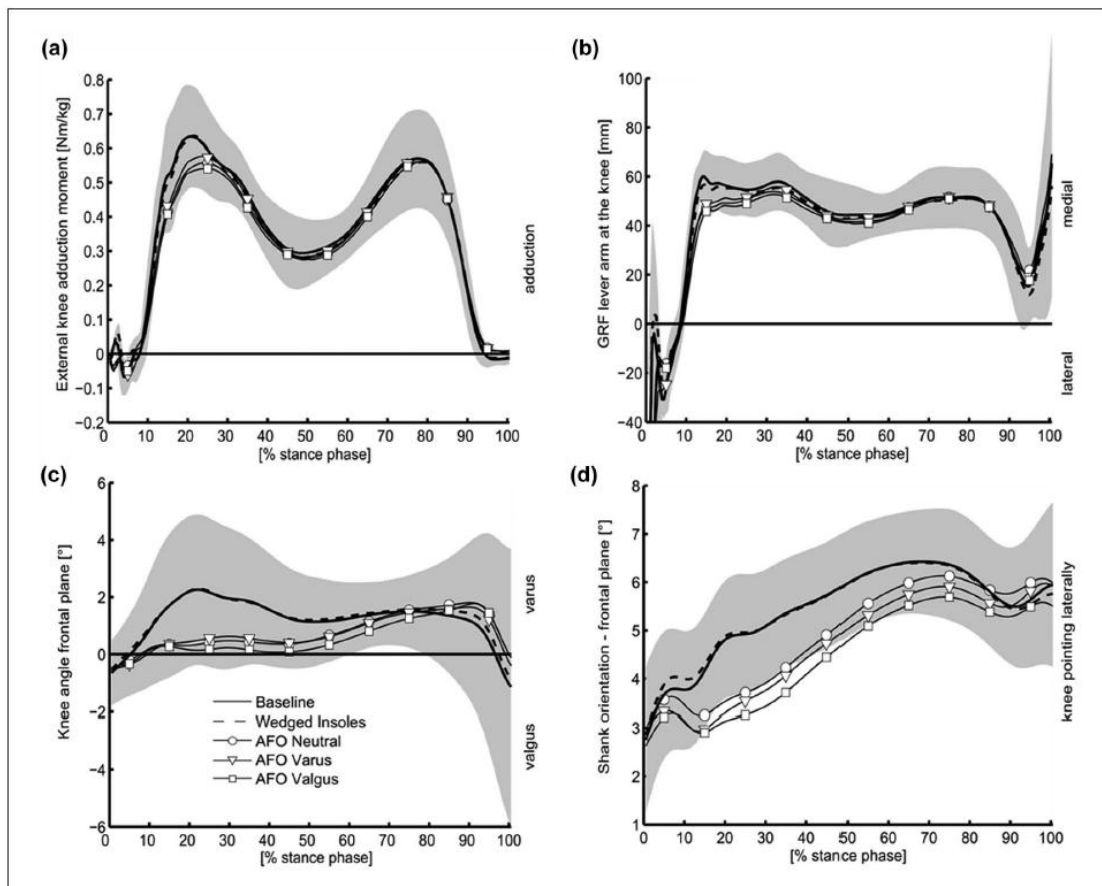 (a)
External knee adduction moment [Nm/kg]
0.8
0.7
0.6
0.5
0.4
0.3
0.2
0.1
0
−0.1
−0.2
0 10 20 30 40 50 60 70 80 90 100
[% stance phase]
adduction
(b)
GRF lever arm at the knee [mm]
100
80
60
40
20
0
−20
−40
0 10 20 30 40 50 60 70 80 90 100
[% stance phase]
medial
lateral
(c)
Knee angle frontal plane [°]
6
4
2
0
−2
−4
−6
Baseline
Wedged Insoles
AFO Neutral
AFO Varus
AFO Valgus
0 10 20 30 40 50 60 70 80 90 100
[% stance phase]
varus
valgus
(d)
Shank orientation - frontal plane [°]
8
7
6
5
4
3
2
1
0 10 20 30 40 50 60 70 80 90 100
[% stance phase]
knee pointing laterally